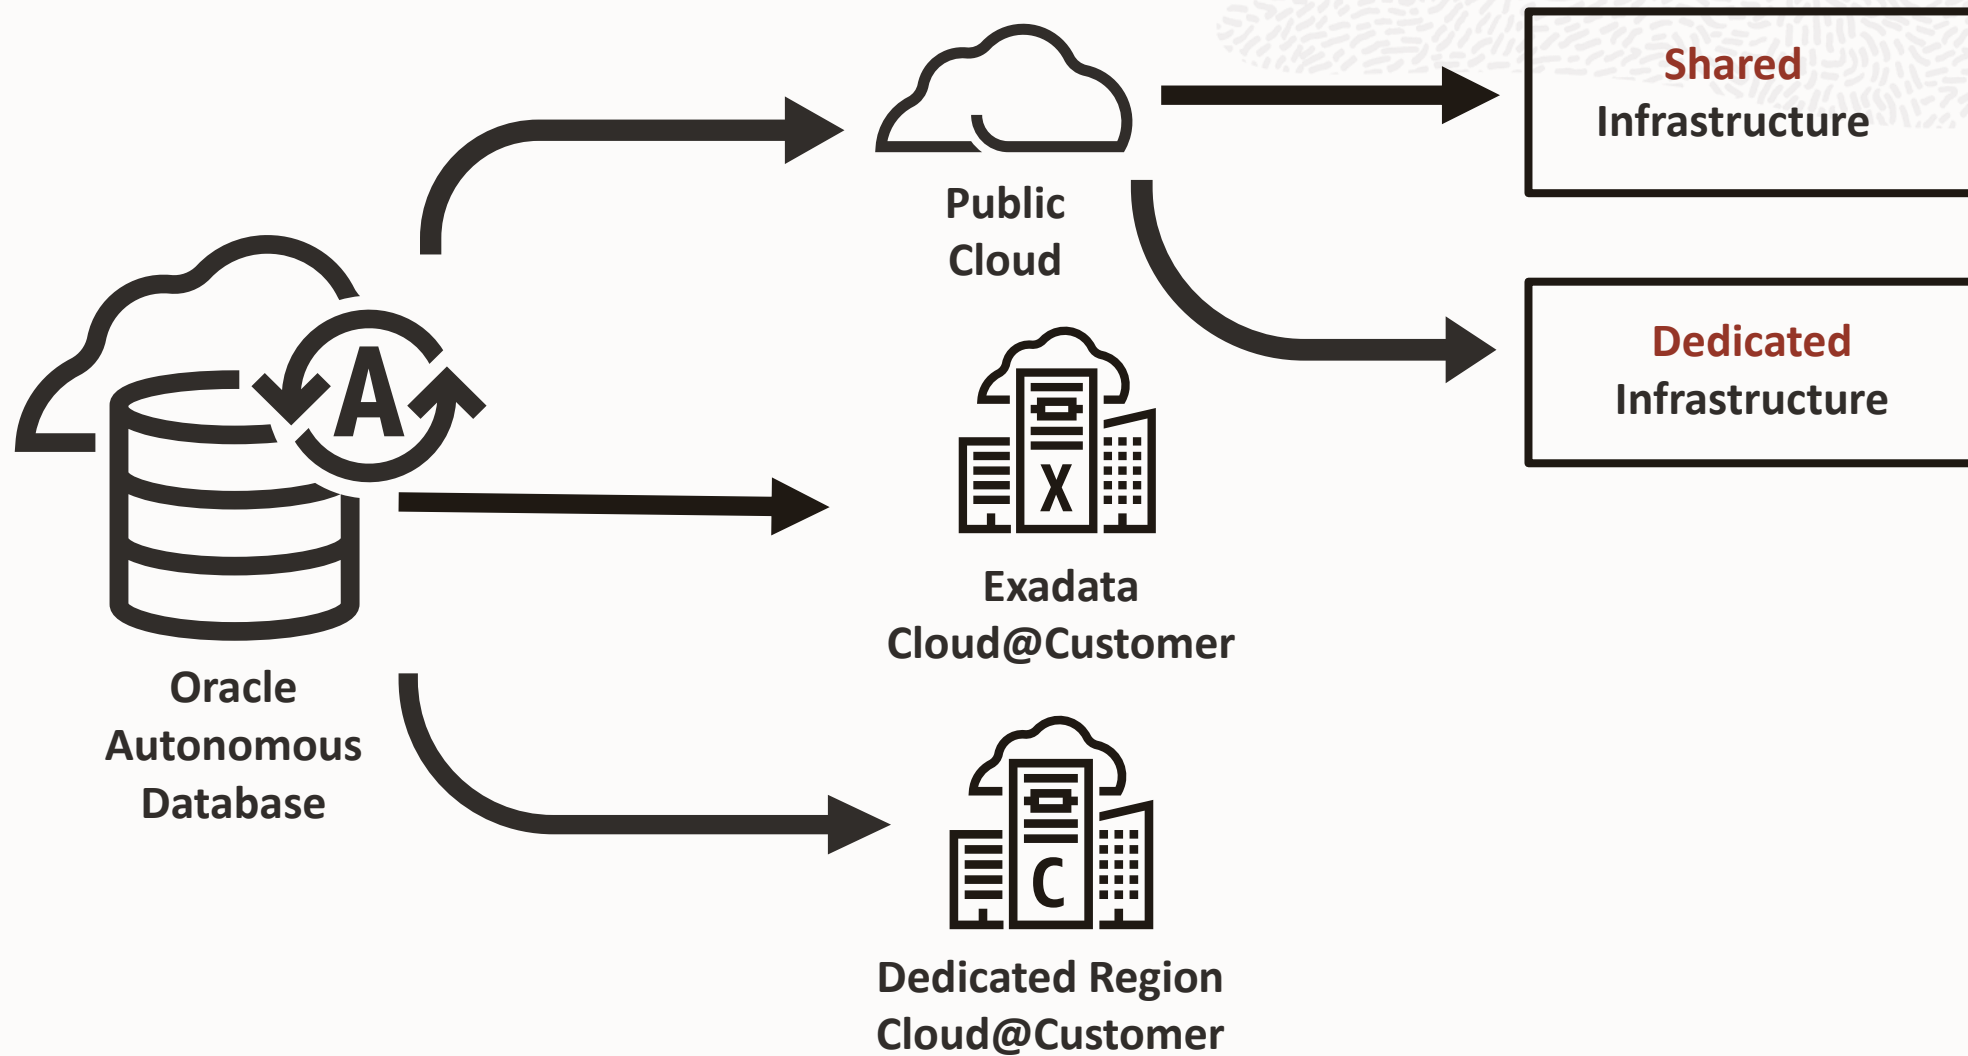 Shared
Infrastructure
Public
Cloud
Dedicated
Infrastructure
A
X
Exadata
Cloud@Customer
Oracle
Autonomous
Database
C
Dedicated Region
Cloud@Customer